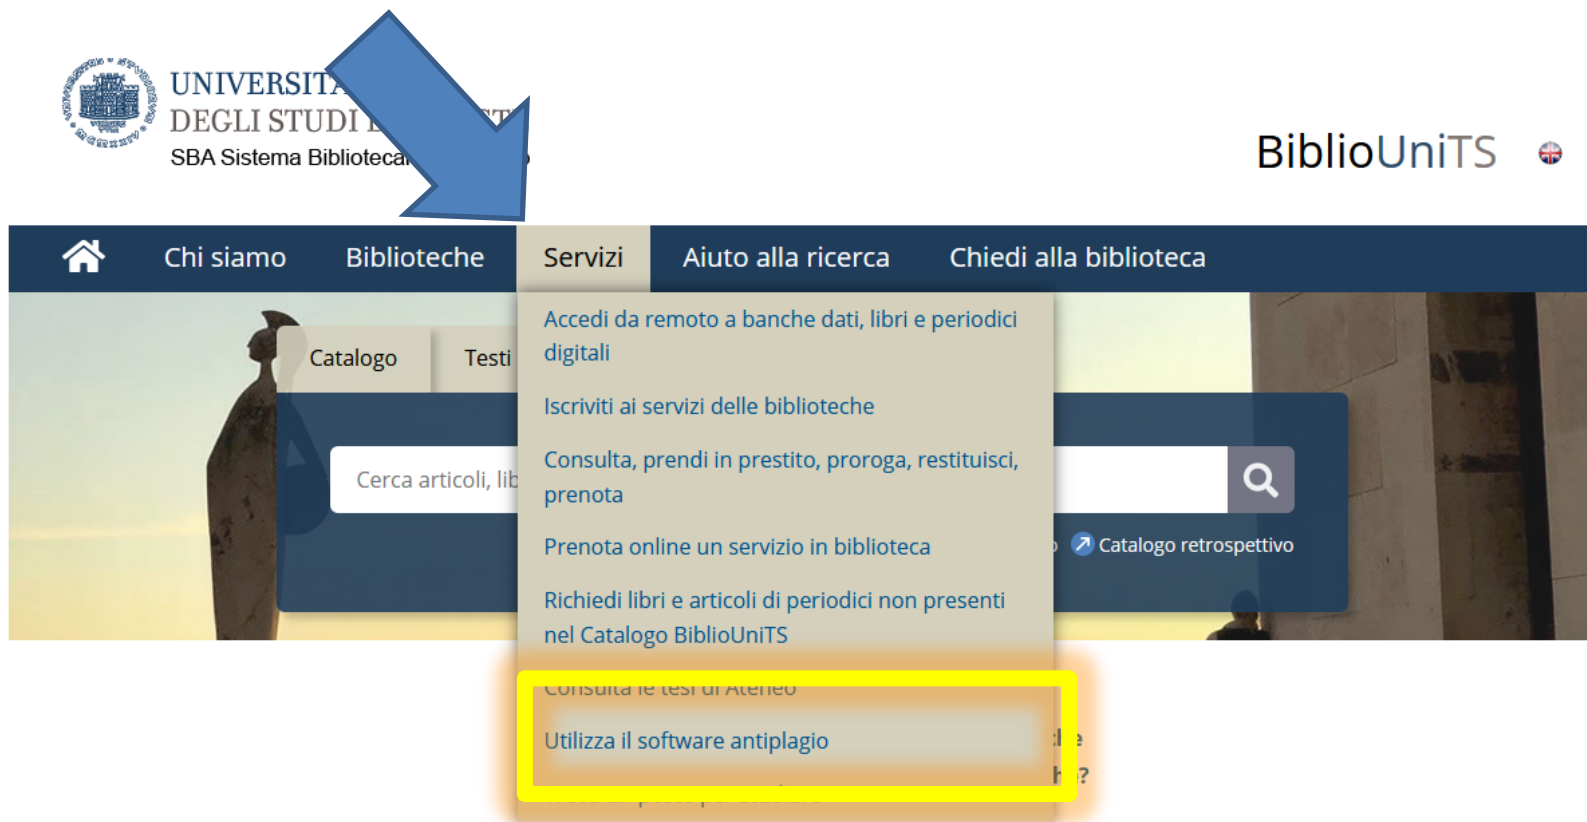 UNIVERSITA
DEGLI STUDI
SBA Sistema
BiblioUniTS
Chi siamo Biblioteche Servizi Aiuto alla ricerca Chiedi alla biblioteca
Accedi da remoto a banche dati, libri e periodici
digitali
Catalogo Testi
Iscriviti ai servizi delle biblioteche
Consulta, prendi in prestito, proroga, restituisci,
prenota
Cerca articoli,
Prenota online un servizio in biblioteca
Catalogo retrospettivo
Richiedi libri e articoli di periodici non presenti
nel Catalogo BiblioUniTS
Consulta le tesi di Ateneo
Utilizza il software antiplagio